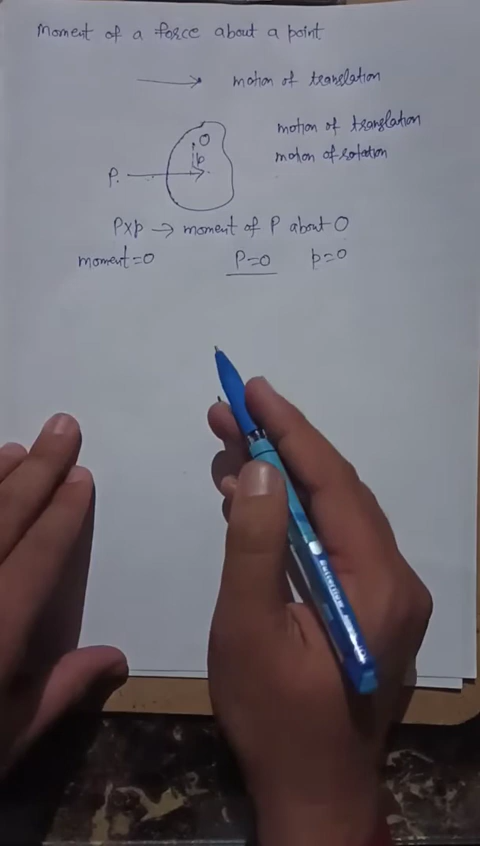 Moment of a force about a point
motion of translation
motion of translation
motion of rotation
O
p
P.
P×p → moment of P about O
moment=0 P=0 p=0